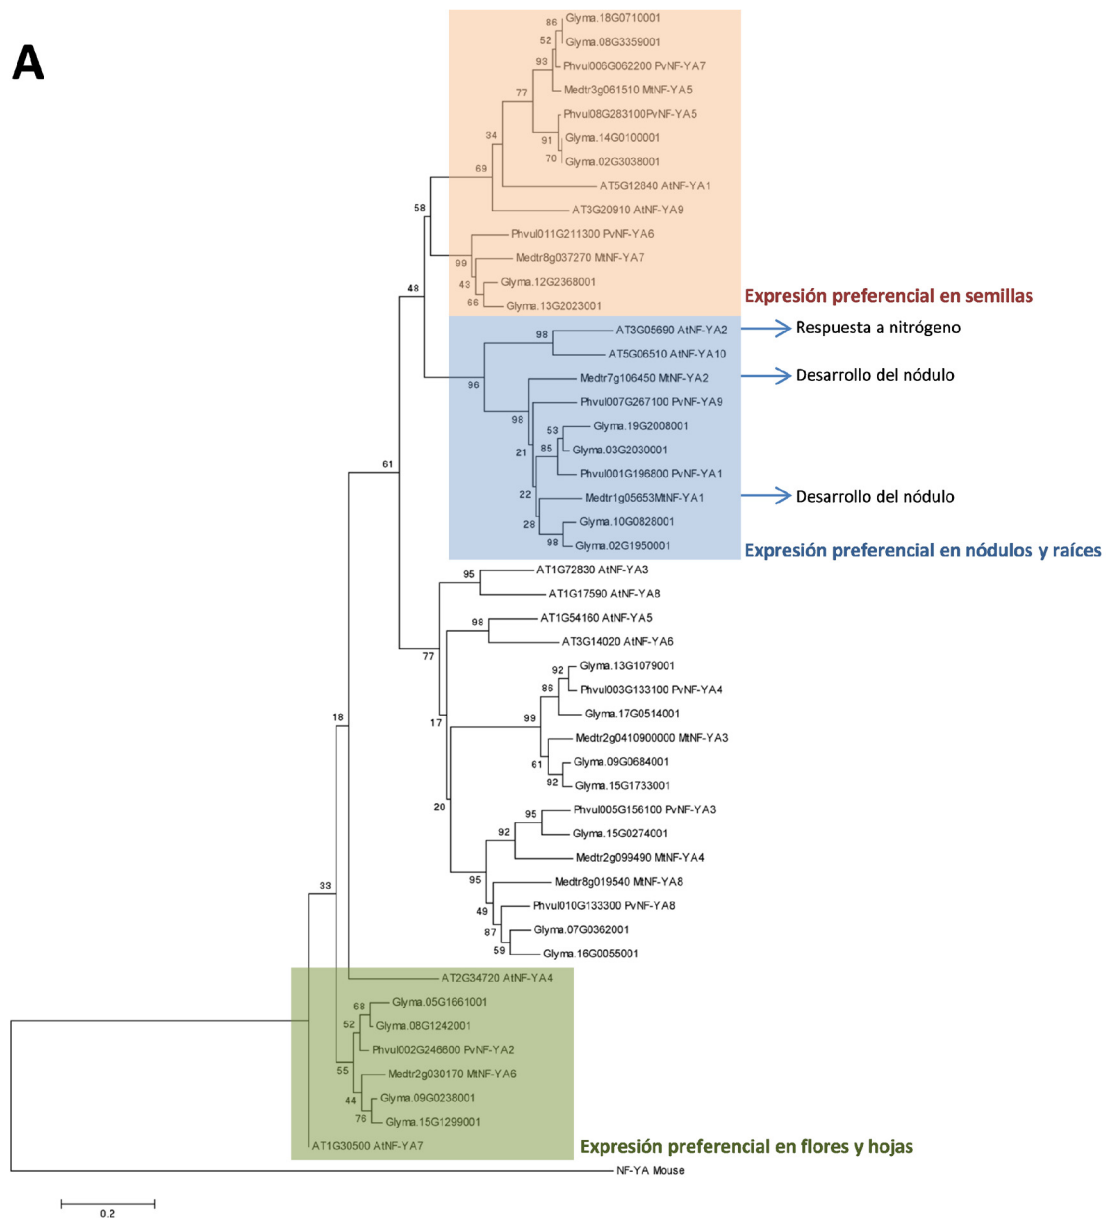 A
86
Glyma.18G0710001
52
Glyma.08G3359001
93
Phvul006G062200 PvNF-YA7
Medtr3g061510 MtNF-YA5
77
Phvul08G283100PvNF-YA5
34
91
Glyma.14G0100001
70
Glyma.02G3038001
69
AT5G12840 AtNF-YA1
58
AT3G20910 AtNF-YA9
Phvul011G211300 PvNF-YA6
99
Medtr8g037270 MtNF-YA7
43
Glyma.12G2368001
48
66
Glyma.13G2023001
Expresión preferencial en semillas
98
AT3G05690 AtNF-YA2
Respuesta a nitrógeno
AT5G06510 AtNF-YA10
96
Medtr7g106450 MtNF-YA2
Desarrollo del nódulo
98
Phvul007G267100 PvNF-YA9
53
Glyma.19G2008001
21
85
Glyma.03G2030001
61
Phvul001G196800 PvNF-YA1
22
Medtr1g05653MtNF-YA1
Desarrollo del nódulo
28
Glyma.10G0828001
98
Glyma.02G1950001
Expresión preferencial en nódulos y raíces
95
AT1G72830 AtNF-YA3
AT1G17590 AtNF-YA8
98
AT1G54160 AtNF-YA5
AT3G14020 AtNF-YA6
77
92
Glyma.13G1079001
86
Phvul003G133100 PvNF-YA4
Glyma.17G0514001
18
17
99
Medtr2g0410900000 MtNF-YA3
61
Glyma.09G0684001
92
Glyma.15G1733001
20
95
Phvul005G156100 PvNF-YA3
92
Glyma.15G0274001
Medtr2g099490 MtNF-YA4
95
Medtr8g019540 MtNF-YA8
33
49
Phvul010G133300 PvNF-YA8
87
Glyma.07G0362001
59
Glyma.16G0055001
AT2G34720 AtNF-YA4
68
Glyma.05G1661001
52
Glyma.08G1242001
Phvul002G246600 PvNF-YA2
55
Medtr2g030170 MtNF-YA6
44
Glyma.09G0238001
76
Glyma.15G1299001
AT1G30500 AtNF-YA7
Expresión preferencial en flores y hojas
NF-YA Mouse
0.2